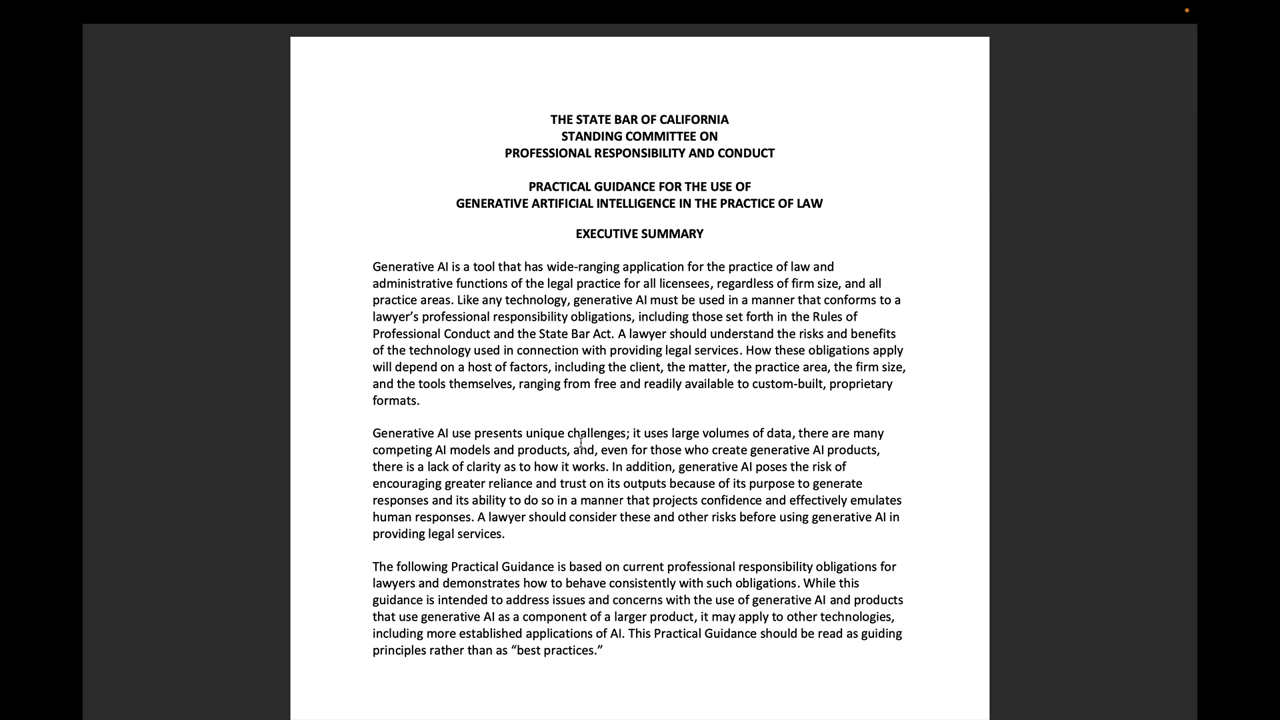 THE STATE BAR OF CALIFORNIA
STANDING COMMITTEE ON
PROFESSIONAL RESPONSIBILITY AND CONDUCT
PRACTICAL GUIDANCE FOR THE USE OF
GENERATIVE ARTIFICIAL INTELLIGENCE IN THE PRACTICE OF LAW
EXECUTIVE SUMMARY
Generative AI is a tool that has wide-ranging application for the practice of law and
administrative functions of the legal practice for all licensees, regardless of firm size, and all
practice areas. Like any technology, generative AI must be used in a manner that conforms to a
lawyer’s professional responsibility obligations, including those set forth in the Rules of
Professional Conduct and the State Bar Act. A lawyer should understand the risks and benefits
of the technology used in connection with providing legal services. How these obligations apply
will depend on a host of factors, including the client, the matter, the practice area, the firm size,
and the tools themselves, ranging from free and readily available to custom-built, proprietary
formats.
Generative AI use presents unique challenges; it uses large volumes of data, there are many
competing AI models and products, and, even for those who create generative AI products,
there is a lack of clarity as to how it works. In addition, generative AI poses the risk of
encouraging greater reliance and trust on its outputs because of its purpose to generate
responses and its ability to do so in a manner that projects confidence and effectively emulates
human responses. A lawyer should consider these and other risks before using generative AI in
providing legal services.
The following Practical Guidance is based on current professional responsibility obligations for
lawyers and demonstrates how to behave consistently with such obligations. While this
guidance is intended to address issues and concerns with the use of generative AI and products
that use generative AI as a component of a larger product, it may apply to other technologies,
including more established applications of AI. This Practical Guidance should be read as guiding
principles rather than as “best practices.”